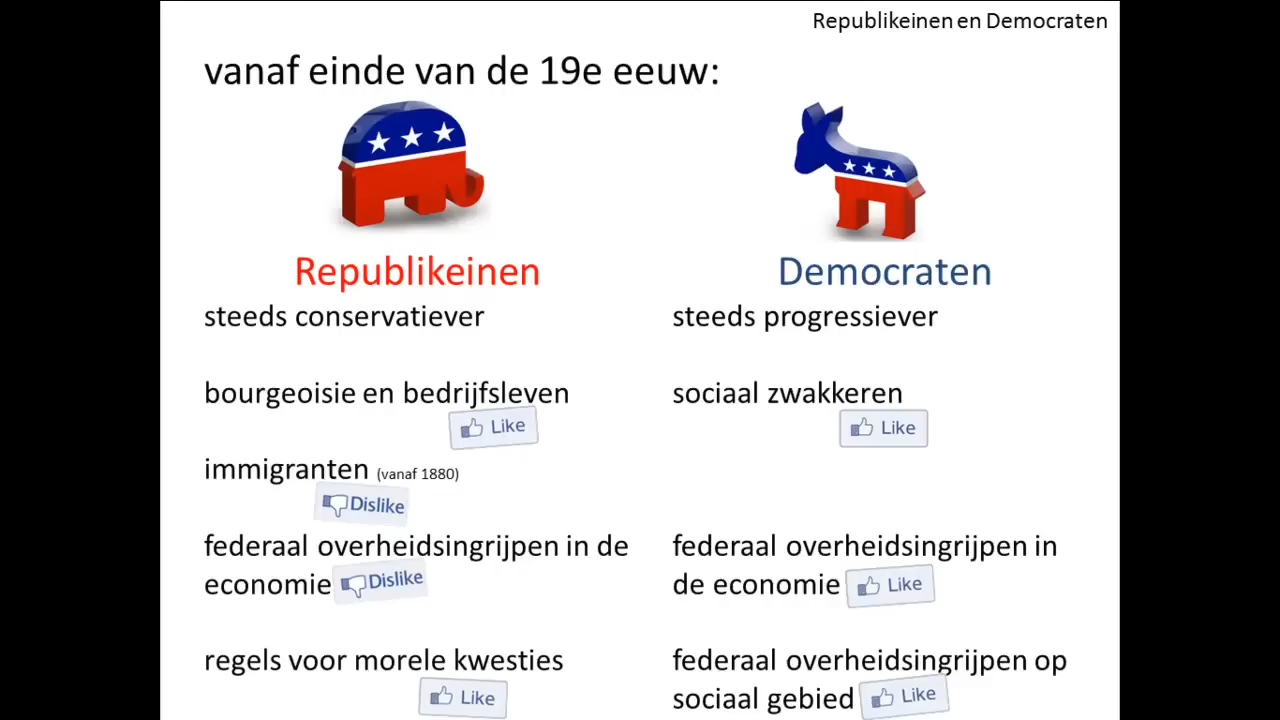 Republikeinen en Democraten
vanaf einde van de 19e eeuw:
Republikeinen
steeds conservatiever
bourgeoisie en bedrijfsleven
Like
immigranten (vanaf 1880)
Dislike
federaal overheidsingrijpen in de
economie Dislike
regels voor morele kwesties
Like
Democraten
steeds progressiever
sociaal zwakkeren
Like
federaal overheidsingrijpen in
de economie Like
federaal overheidsingrijpen op
sociaal gebied Like